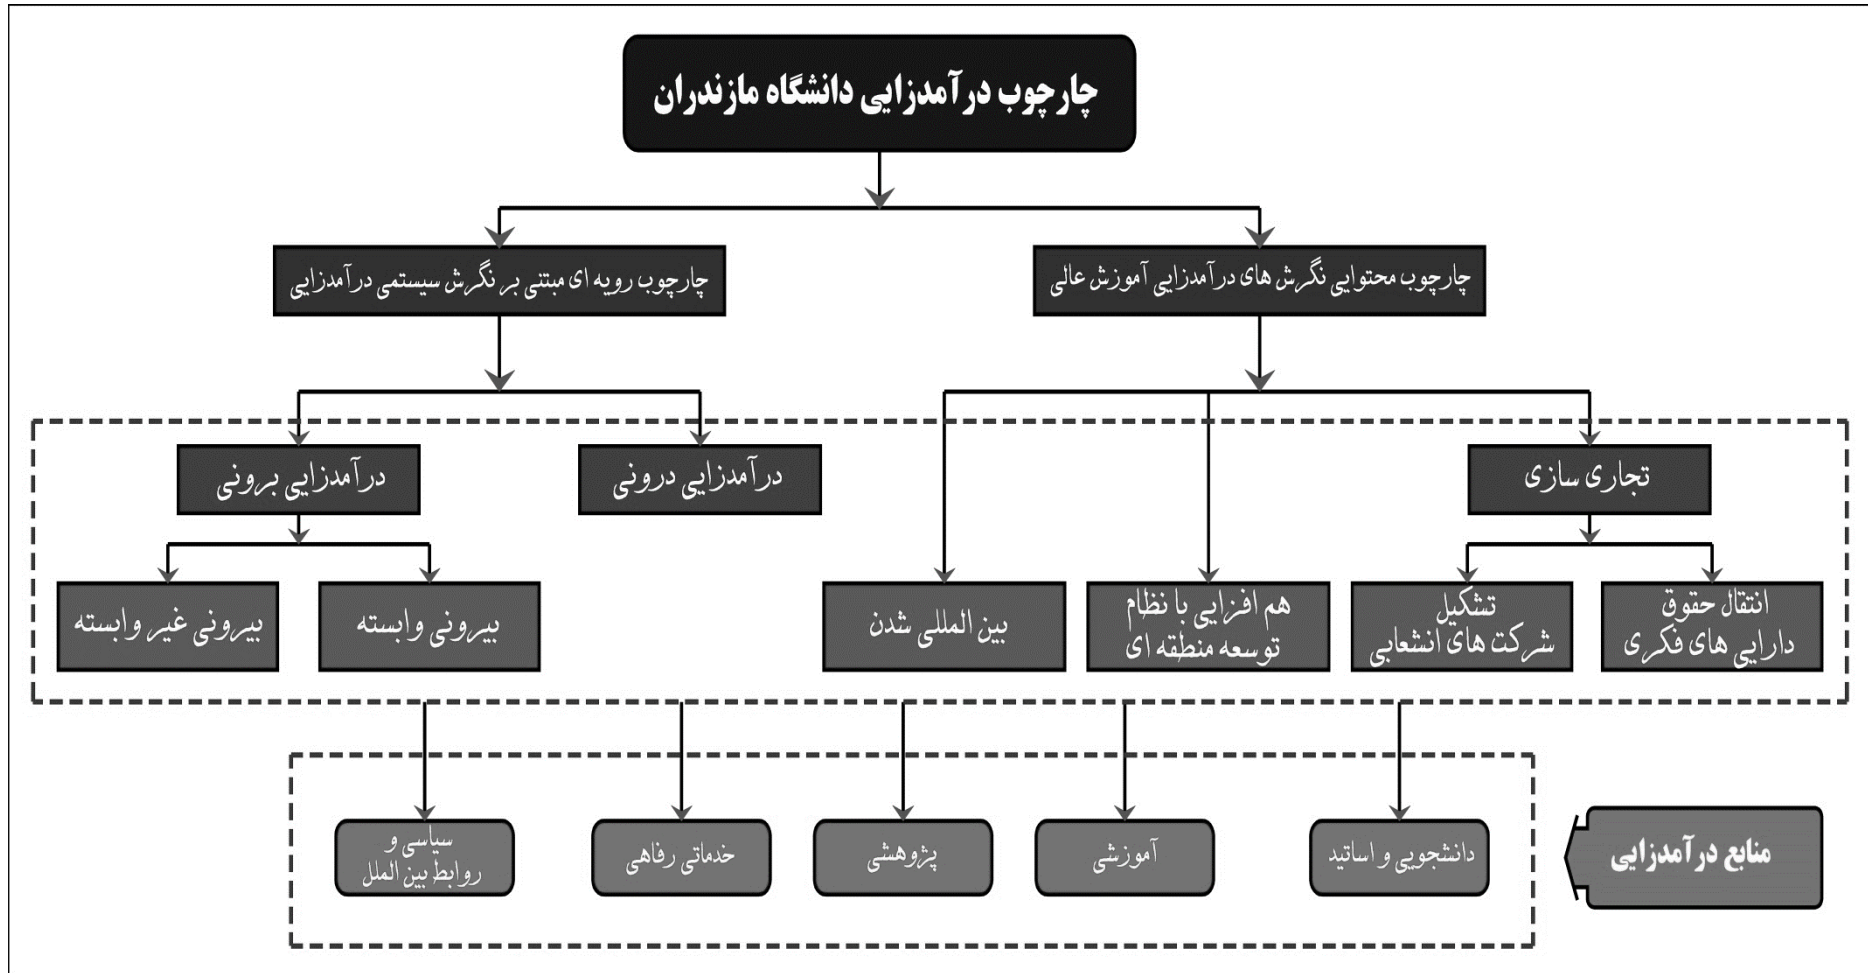 چارچوب درآمدزایی دانشگاه مازندران
چارچوب محتوایی نگرش های درآمدزایی آموزش عالی
چارچوب رویه ای مبتنی بر نگرش سیستمی درآمدزایی
تجاری سازی
درآمدزایی درونی
درآمدزایی برونی
انتقال حقوق
دارایی های فکری
تشکیل
شرکت های انشعابی
هم افزایی با نظام
توسعه منطقه ای
بین المللی شدن
بیرونی وابسته
بیرونی غیر وابسته
منابع درآمدزایی
دانشجویی و اساتید
آموزشی
پژوهشی
خدماتی رفاهی
سیاسی و
روابط بین الملل